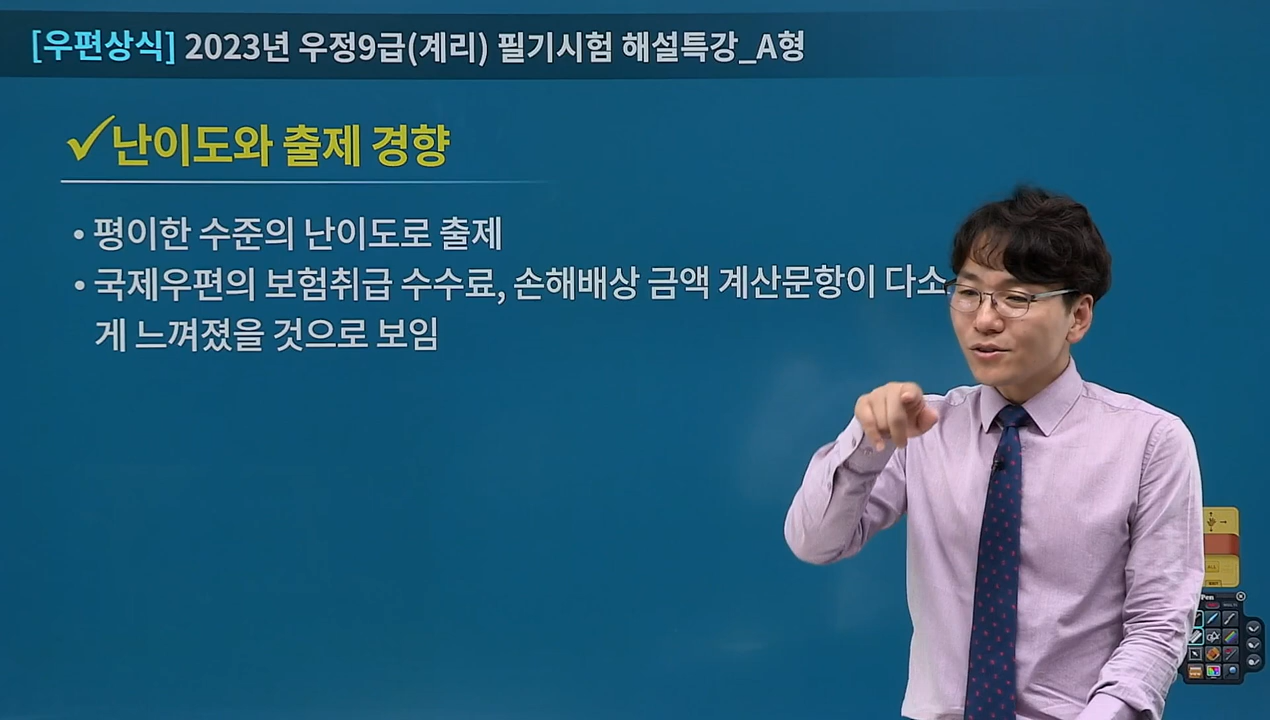 [우편상식] 2023년 우정9급(계리) 필기시험 해설특강_A형
✓난이도와 출제 경향
• 평이한 수준의 난이도로 출제
• 국제우편의 보험취급 수수료, 손해배상 금액 계산문항이 다소
게 느껴졌을 것으로 보임
ALL
Pen